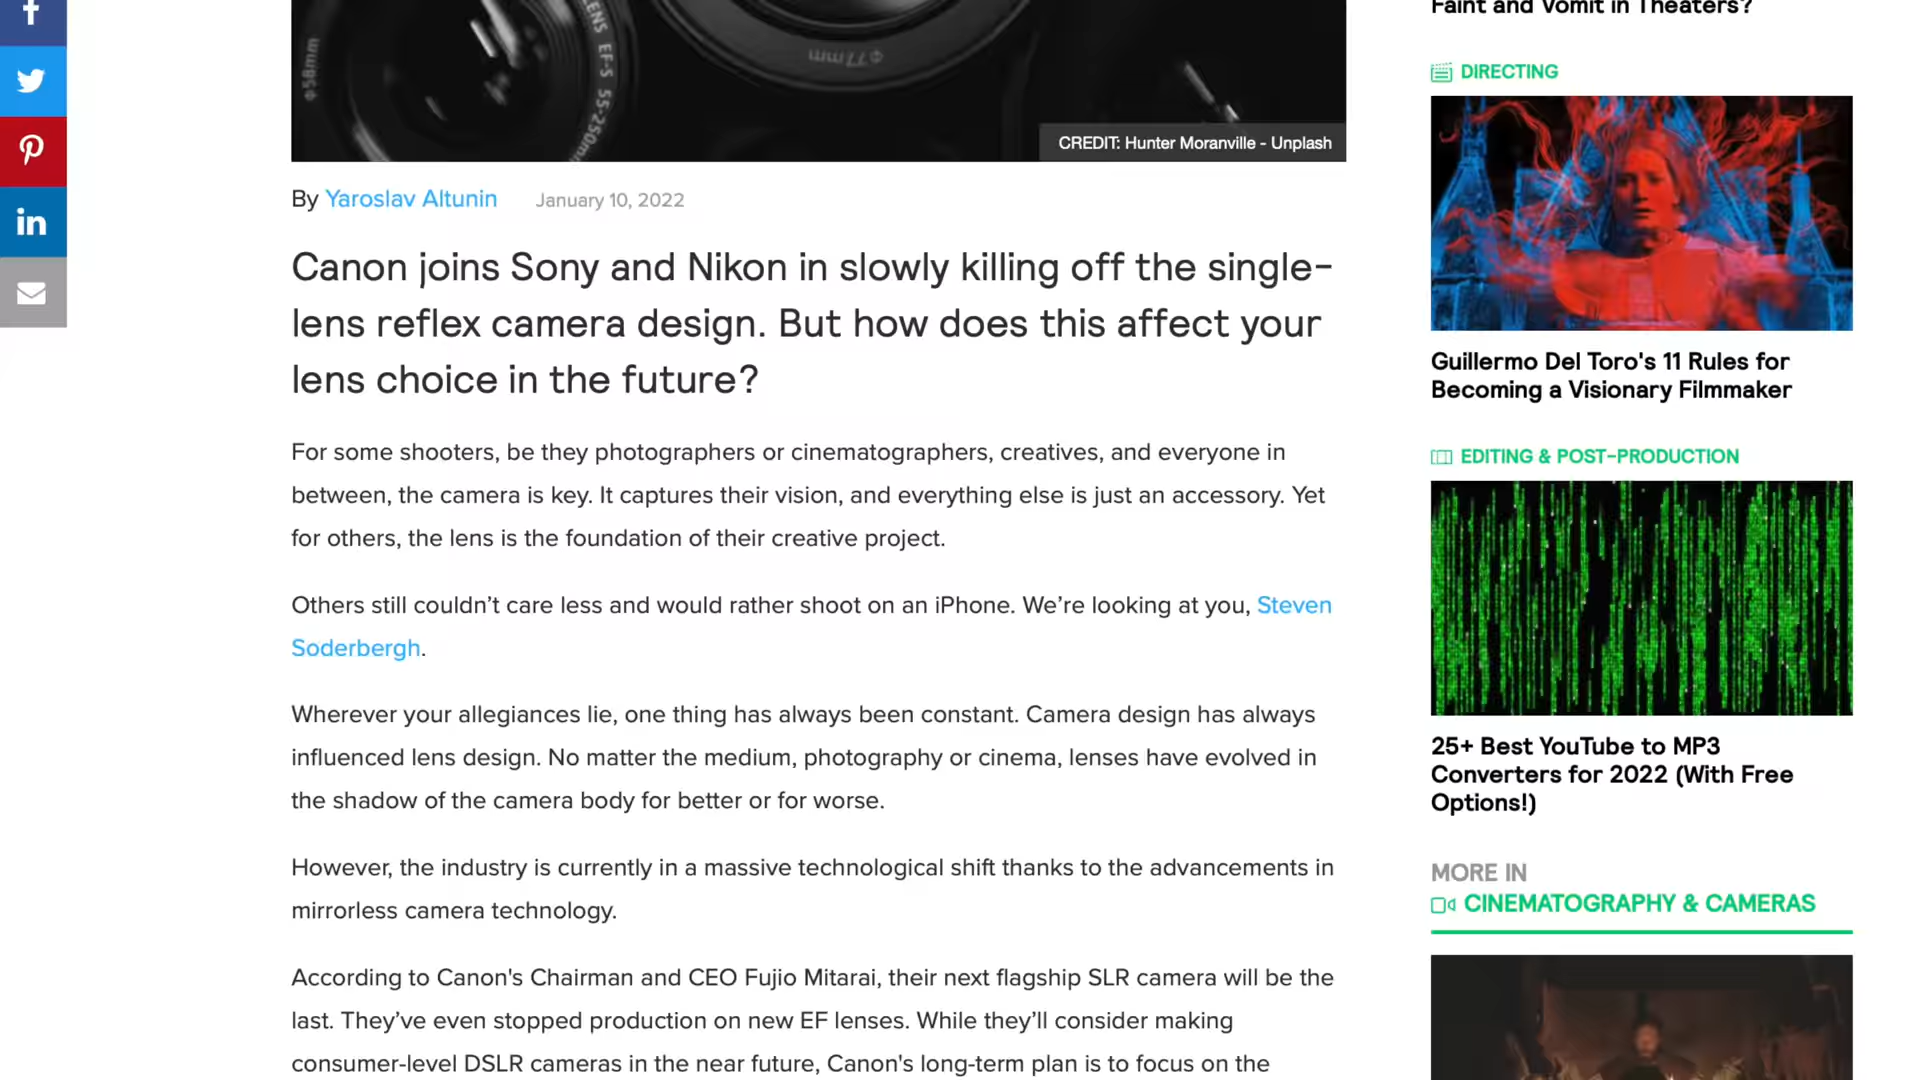 LENS EF-S 55-250mm
Φ58mm
Φ77mm
CREDIT: Hunter Moranville - Unplash
By Yaroslav Altunin January 10, 2022
Canon joins Sony and Nikon in slowly killing off the single-
lens reflex camera design. But how does this affect your
lens choice in the future?
For some shooters, be they photographers or cinematographers, creatives, and everyone in
between, the camera is key. It captures their vision, and everything else is just an accessory. Yet
for others, the lens is the foundation of their creative project.
Others still couldn’t care less and would rather shoot on an iPhone. We’re looking at you, Steven
Soderbergh.
Wherever your allegiances lie, one thing has always been constant. Camera design has always
influenced lens design. No matter the medium, photography or cinema, lenses have evolved in
the shadow of the camera body for better or for worse.
However, the industry is currently in a massive technological shift thanks to the advancements in
mirrorless camera technology.
According to Canon's Chairman and CEO Fujio Mitarai, their next flagship SLR camera will be the
last. They’ve even stopped production on new EF lenses. While they’ll consider making
consumer-level DSLR cameras in the near future, Canon's long-term plan is to focus on the
Faint and Vomit in Theaters?
DIRECTING
Guillermo Del Toro's 11 Rules for
Becoming a Visionary Filmmaker
EDITING & POST-PRODUCTION
25+ Best YouTube to MP3
Converters for 2022 (With Free
Options!)
MORE IN
CINEMATOGRAPHY & CAMERAS